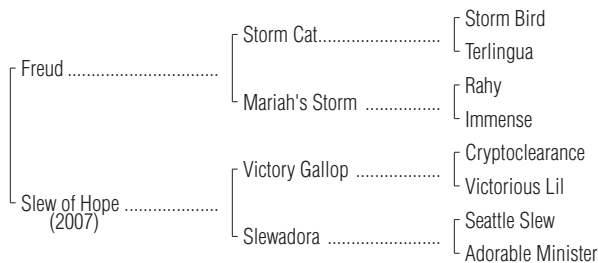 Storm Bird
Storm Cat..........................
Terlingua
Freud ................................
Rahy
Mariah's Storm ................
Immense
Cryptoclearance
Victory Gallop ..................
Victorious Lil
Slew of Hope ....................
(2007)
Seattle Slew
Slewadora ........................
Adorable Minister